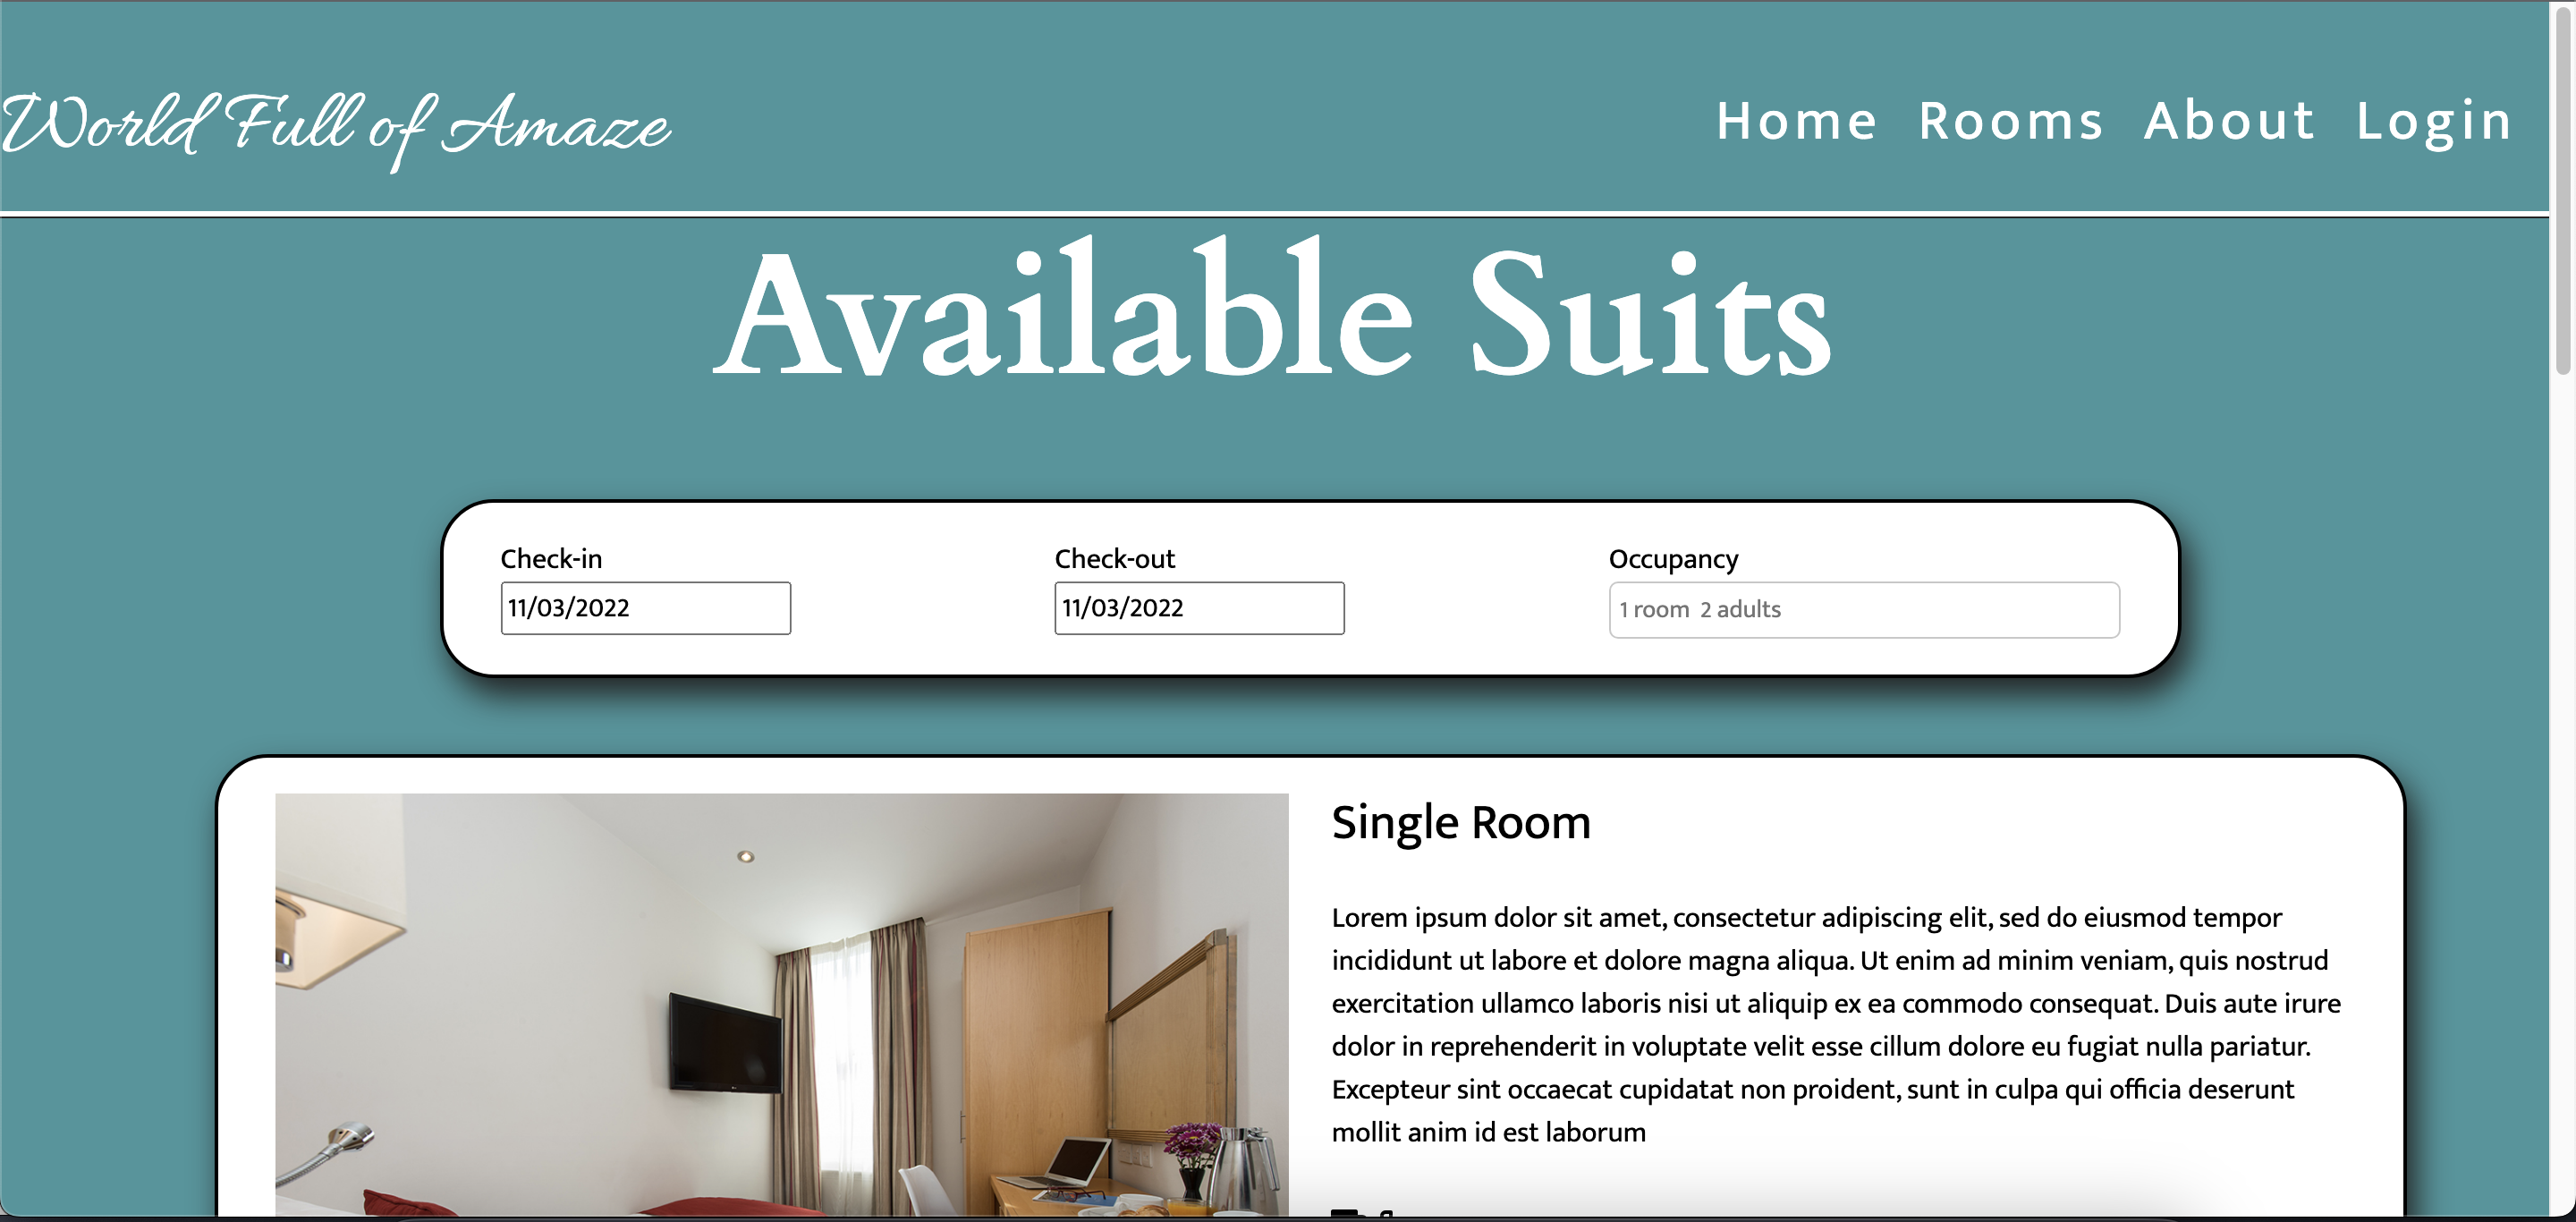 World Full of Amaze
Home Rooms About Login
Available Suits
Check-in Check-out Occupancy
11/03/2022 11/03/2022 1 room 2 adults
Single Room
Lorem ipsum dolor sit amet, consectetur adipiscing elit, sed do eiusmod tempor
incididunt ut labore et dolore magna aliqua. Ut enim ad minim veniam, quis nostrud
exercitation ullamco laboris nisi ut aliquip ex ea commodo consequat. Duis aute irure
dolor in reprehenderit in voluptate velit esse cillum dolore eu fugiat nulla pariatur.
Excepteur sint occaecat cupidatat non proident, sunt in culpa qui officia deserunt
mollit anim id est laborum